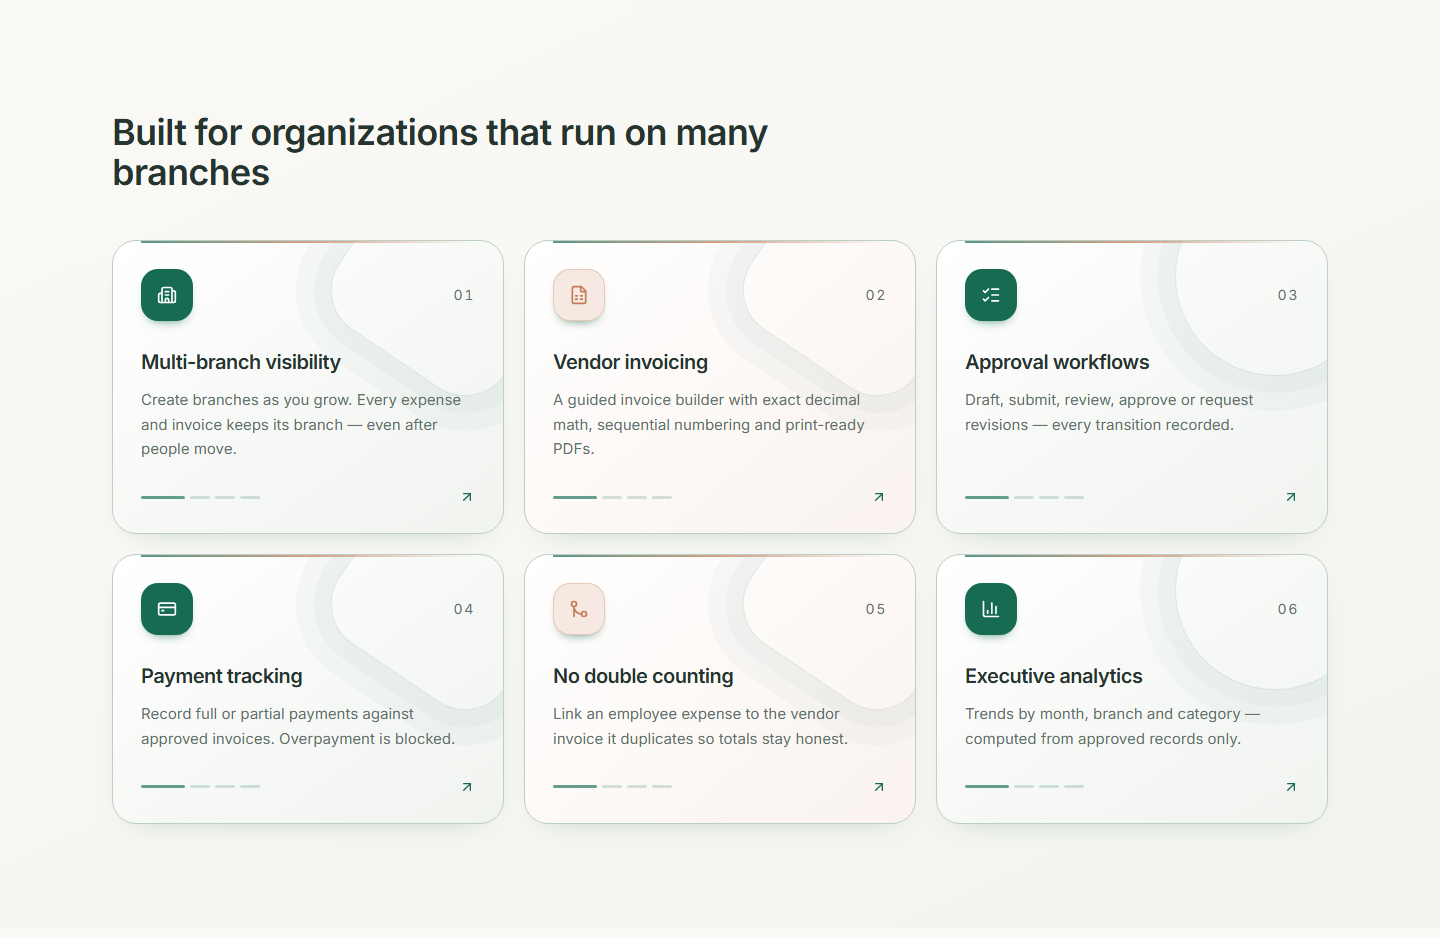 Built for organizations that run on many
branches
01
Multi-branch visibility
Create branches as you grow. Every expense
and invoice keeps its branch — even after
people move.
02
Vendor invoicing
A guided invoice builder with exact decimal
math, sequential numbering and print-ready
PDFs.
03
Approval workflows
Draft, submit, review, approve or request
revisions — every transition recorded.
04
Payment tracking
Record full or partial payments against
approved invoices. Overpayment is blocked.
05
No double counting
Link an employee expense to the vendor
invoice it duplicates so totals stay honest.
06
Executive analytics
Trends by month, branch and category —
computed from approved records only.